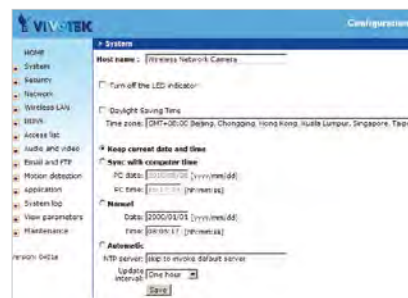 VIVOTEK
Configuration
> System
HOME
System
Security
Network
Wireless LAN
DDNS
Access list
Audio and video
Email and FTP
Motion detection
Application
System log
View parameters
Maintenance
Version: 0401a
Host name : Wireless Network Camera
Turn off the LED indicator
Daylight Saving Time
Time zone: GMT+08:00 Beijing, Chongqing, Hong Kong, Kuala Lumpur, Singapore, Taipe
Keep current date and time
Sync with computer time
PC date: [yyyy/mm/dd]
PC time: [hh:mm:ss]
Manual
Date: 2000/01/01 [yyyy/mm/dd]
Time: [hh:mm:ss]
Automatic
NTP server: skip to invoke default server
Update interval: One hour
Save